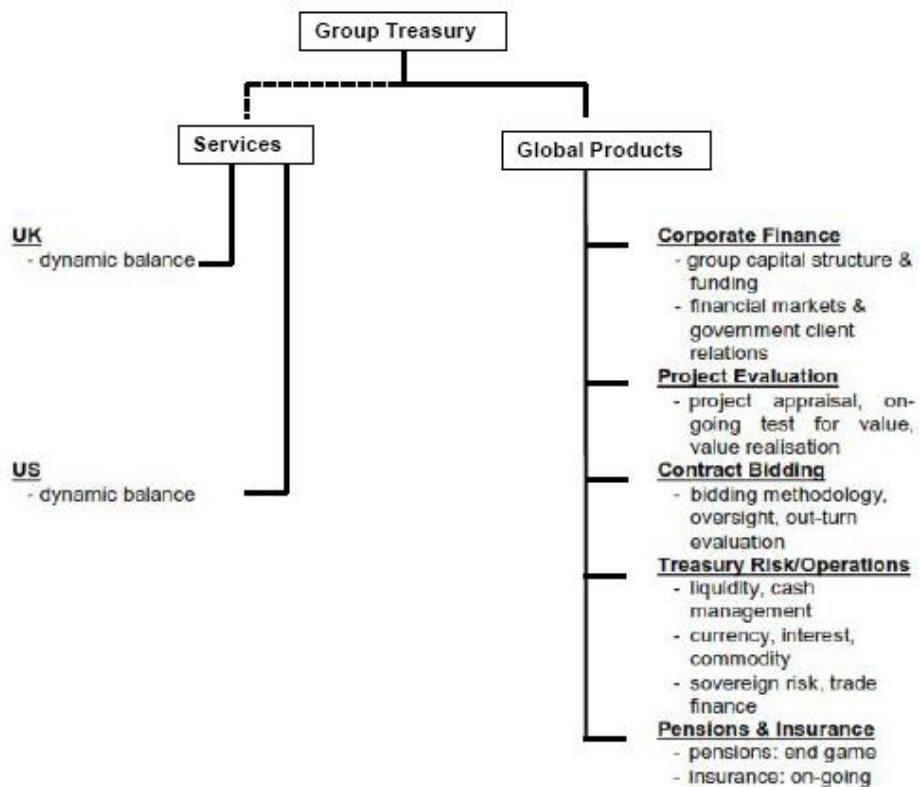 Group Treasury
Services
Global Products
UK
- dynamic balance
US
- dynamic balance
Corporate Finance
- group capital structure &
funding
- financial markets &
government client
relations
Project Evaluation
- project appraisal, on-
going test for value,
value realisation
Contract Bidding
- bidding methodology,
oversight, out-turn
evaluation
Treasury Risk/Operations
- liquidity, cash
management
- currency, interest,
commodity
- sovereign risk, trade
finance
Pensions & Insurance
- pensions: end game
- insurance: on-going